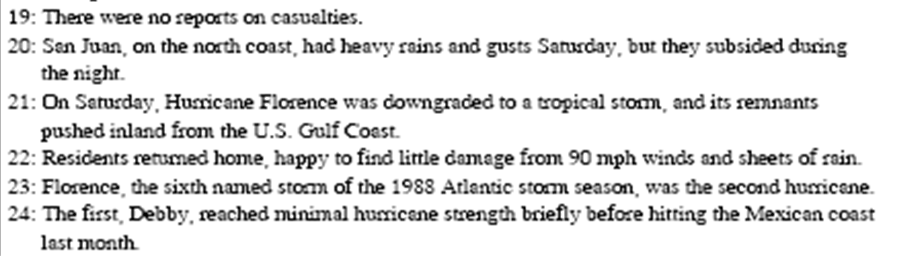 19: There were no reports on casualties.
20: San Juan, on the north coast, had heavy rains and gusts Saturday, but they subsided during
the night.
21: On Saturday, Hurricane Florence was downgraded to a tropical storm, and its remnants
pushed inland from the U.S. Gulf Coast.
22: Residents returned home, happy to find little damage from 90 mph winds and sheets of rain.
23: Florence, the sixth named storm of the 1988 Atlantic storm season, was the second hurricane.
24: The first, Debby, reached minimal hurricane strength briefly before hitting the Mexican coast
last month.